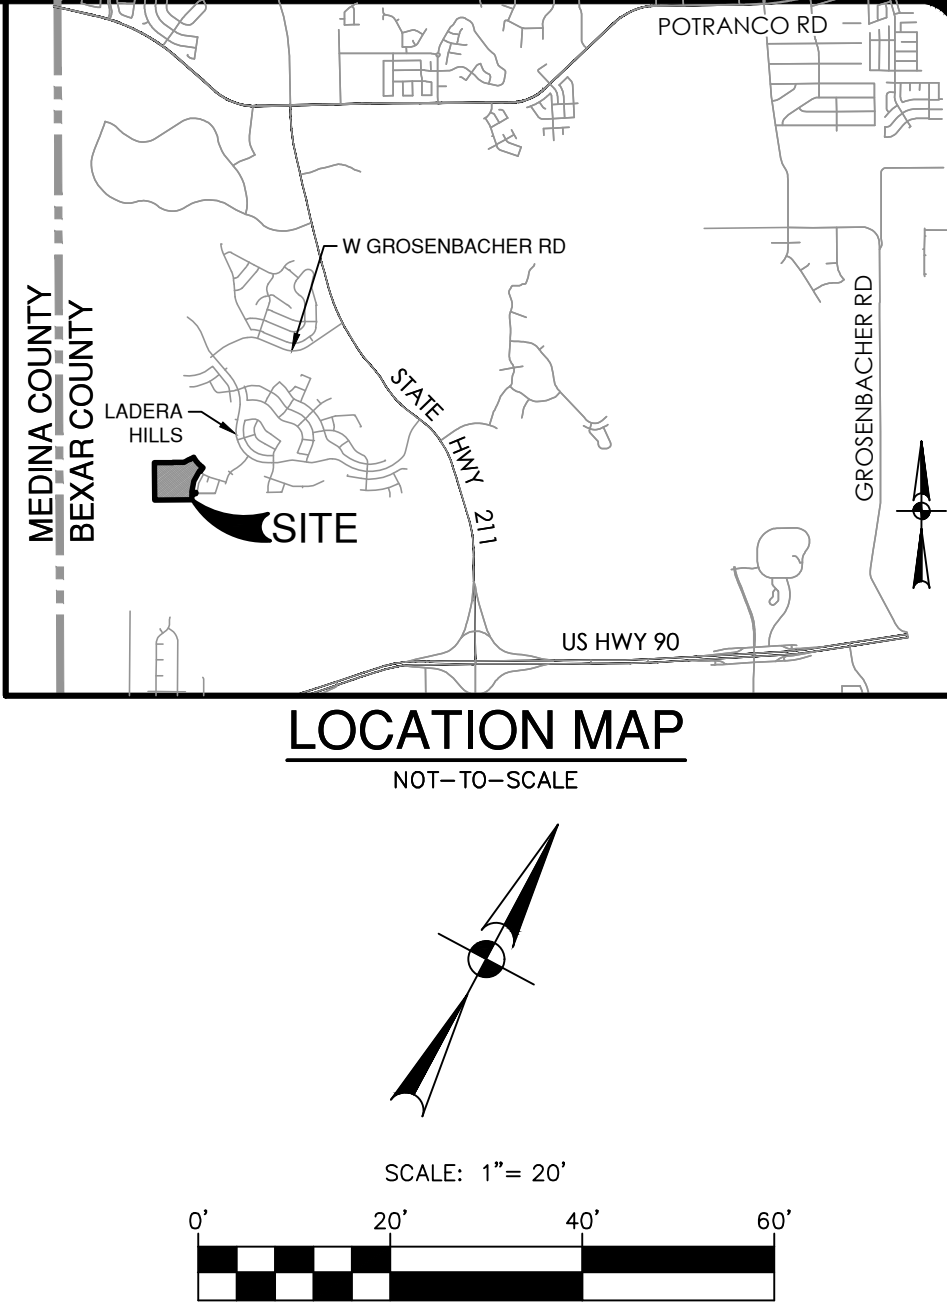 POTRANCO RD
W GROSENBACHER RD
MEDINA COUNTY
BEXAR COUNTY
GROSENBACHER RD
STATE HWY 211
LADERA
HILLS
SITE
US HWY 90
LOCATION MAP
NOT-TO-SCALE
SCALE: 1"= 20'
0' 20' 40' 60'